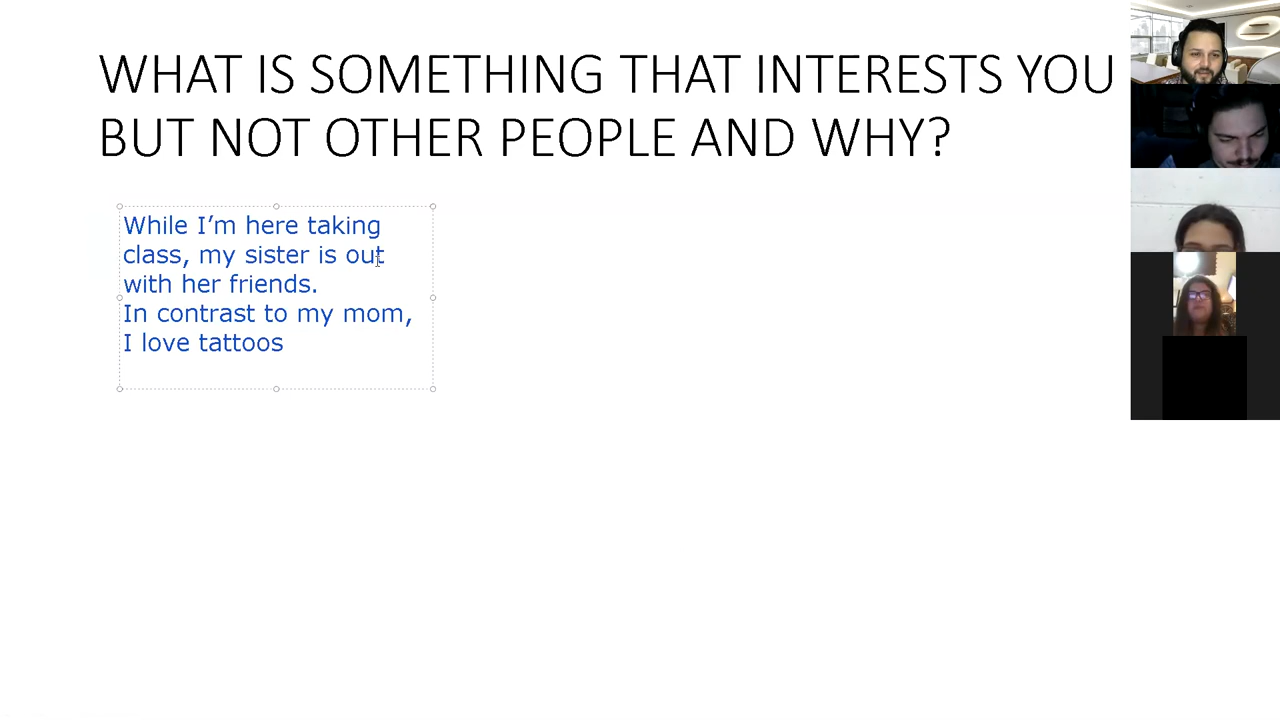 WHAT IS SOMETHING THAT INTERESTS YOU
BUT NOT OTHER PEOPLE AND WHY?
While I’m here taking
class, my sister is out
with her friends.
In contrast to my mom,
I love tattoos